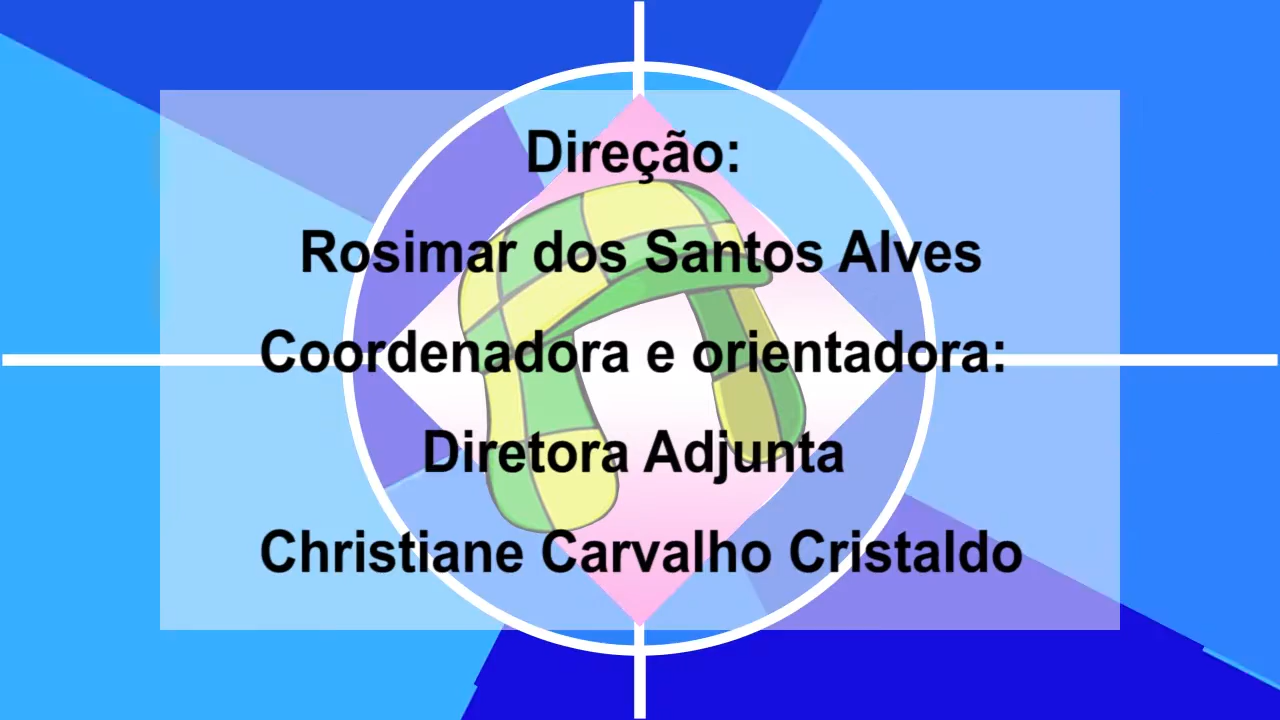 Direção:
Rosimar dos Santos Alves
Coordenadora e orientadora:
Diretora Adjunta
Christiane Carvalho Cristaldo